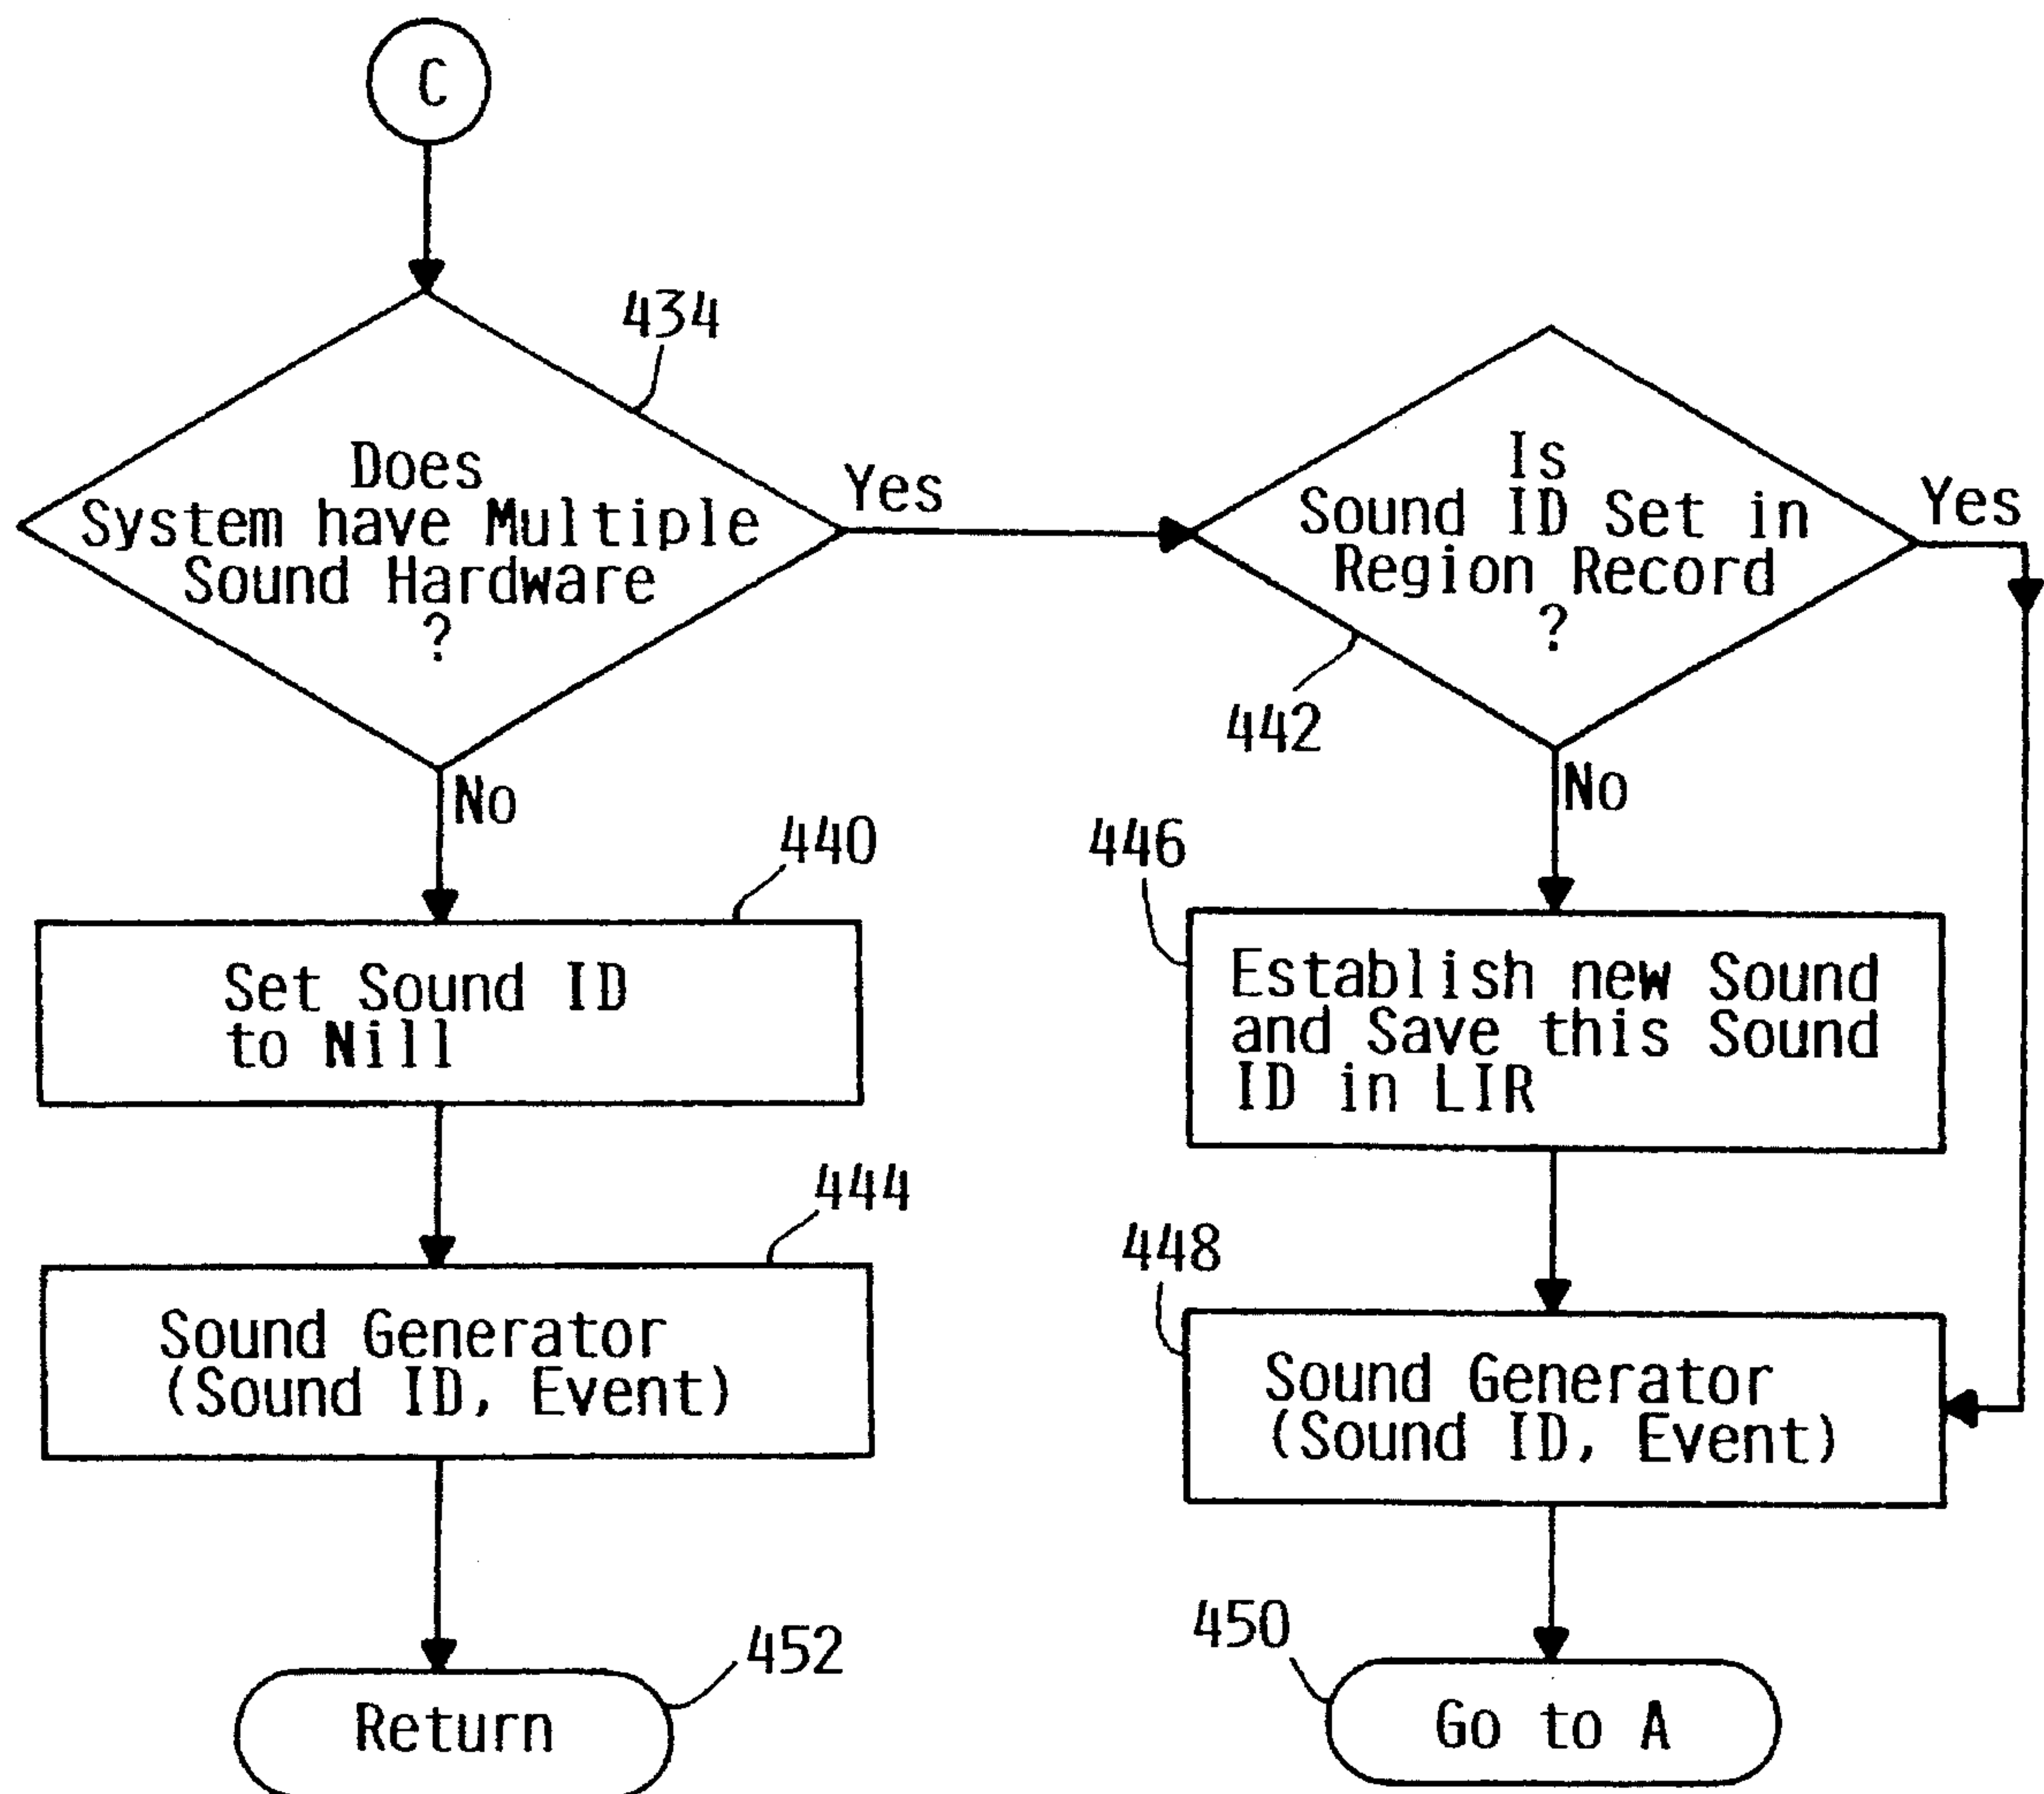 C
434
Does
System have Multiple
Sound Hardware
?
Yes
No
Is
Sound ID Set in
Region Record
?
Yes
442
No
440
Set Sound ID
to Nill
446
Establish new Sound
and Save this Sound
ID in LIR
444
Sound Generator
(Sound ID, Event)
448
Sound Generator
(Sound ID, Event)
452
Return
450
Go to A